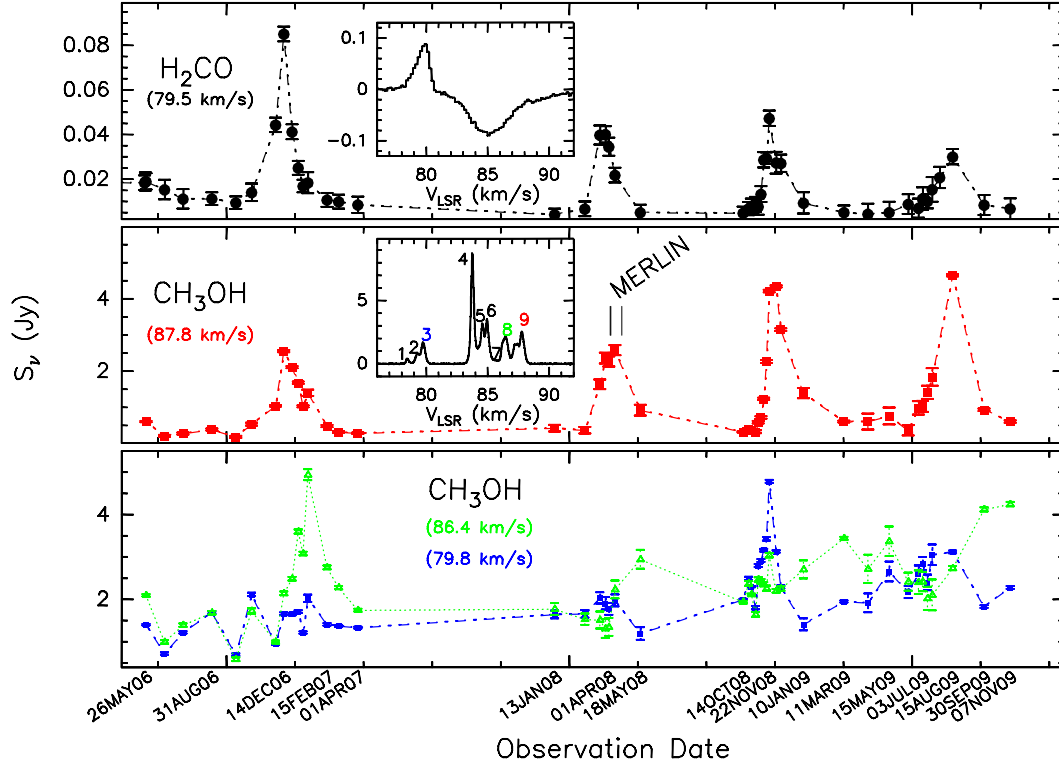 0.08
0.06
0.04
0.02
H₂CO
(79.5 km/s)
0.1
0
−0.1
80 85 90
V_LSR (km/s)
S_ν (Jy)
4
2
CH₃OH
(87.8 km/s)
5
0
1 2 3 4 5 6 7 8 9
80 85 90
V_LSR (km/s)
MERLIN
4
2
CH₃OH
(86.4 km/s)
(79.8 km/s)
26MAY06
31AUG06
14DEC06
15FEB07
01APR07
13JAN08
01APR08
18MAY08
14OCT08
22NOV08
10JAN09
11MAR09
15MAY09
03JUL09
15AUG09
30SEP09
07NOV09
Observation Date